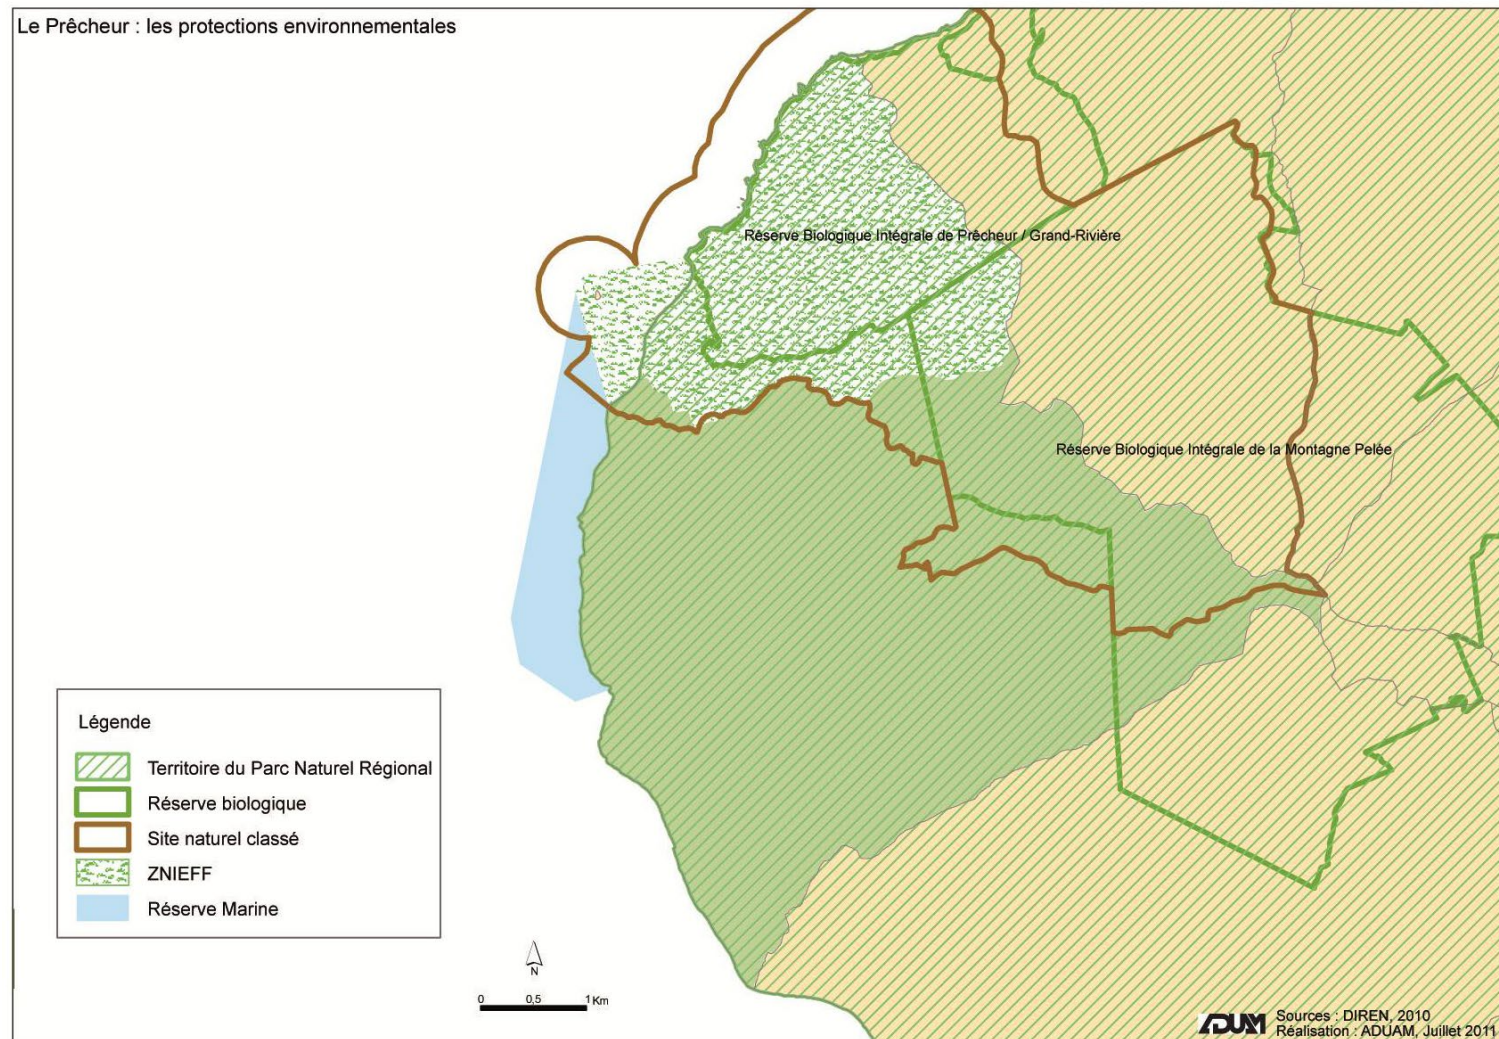 Le Prêcheur : les protections environnementales
Réserve Biologique Intégrale de Prêcheur / Grand-Rivière
Réserve Biologique Intégrale de la Montagne Pelée
Légende
Territoire du Parc Naturel Régional
Réserve biologique
Site naturel classé
ZNIEFF
Réserve Marine
N
0 0,5 1 Km
ADUAM Sources : DIREN, 2010
Réalisation : ADUAM, Juillet 2011